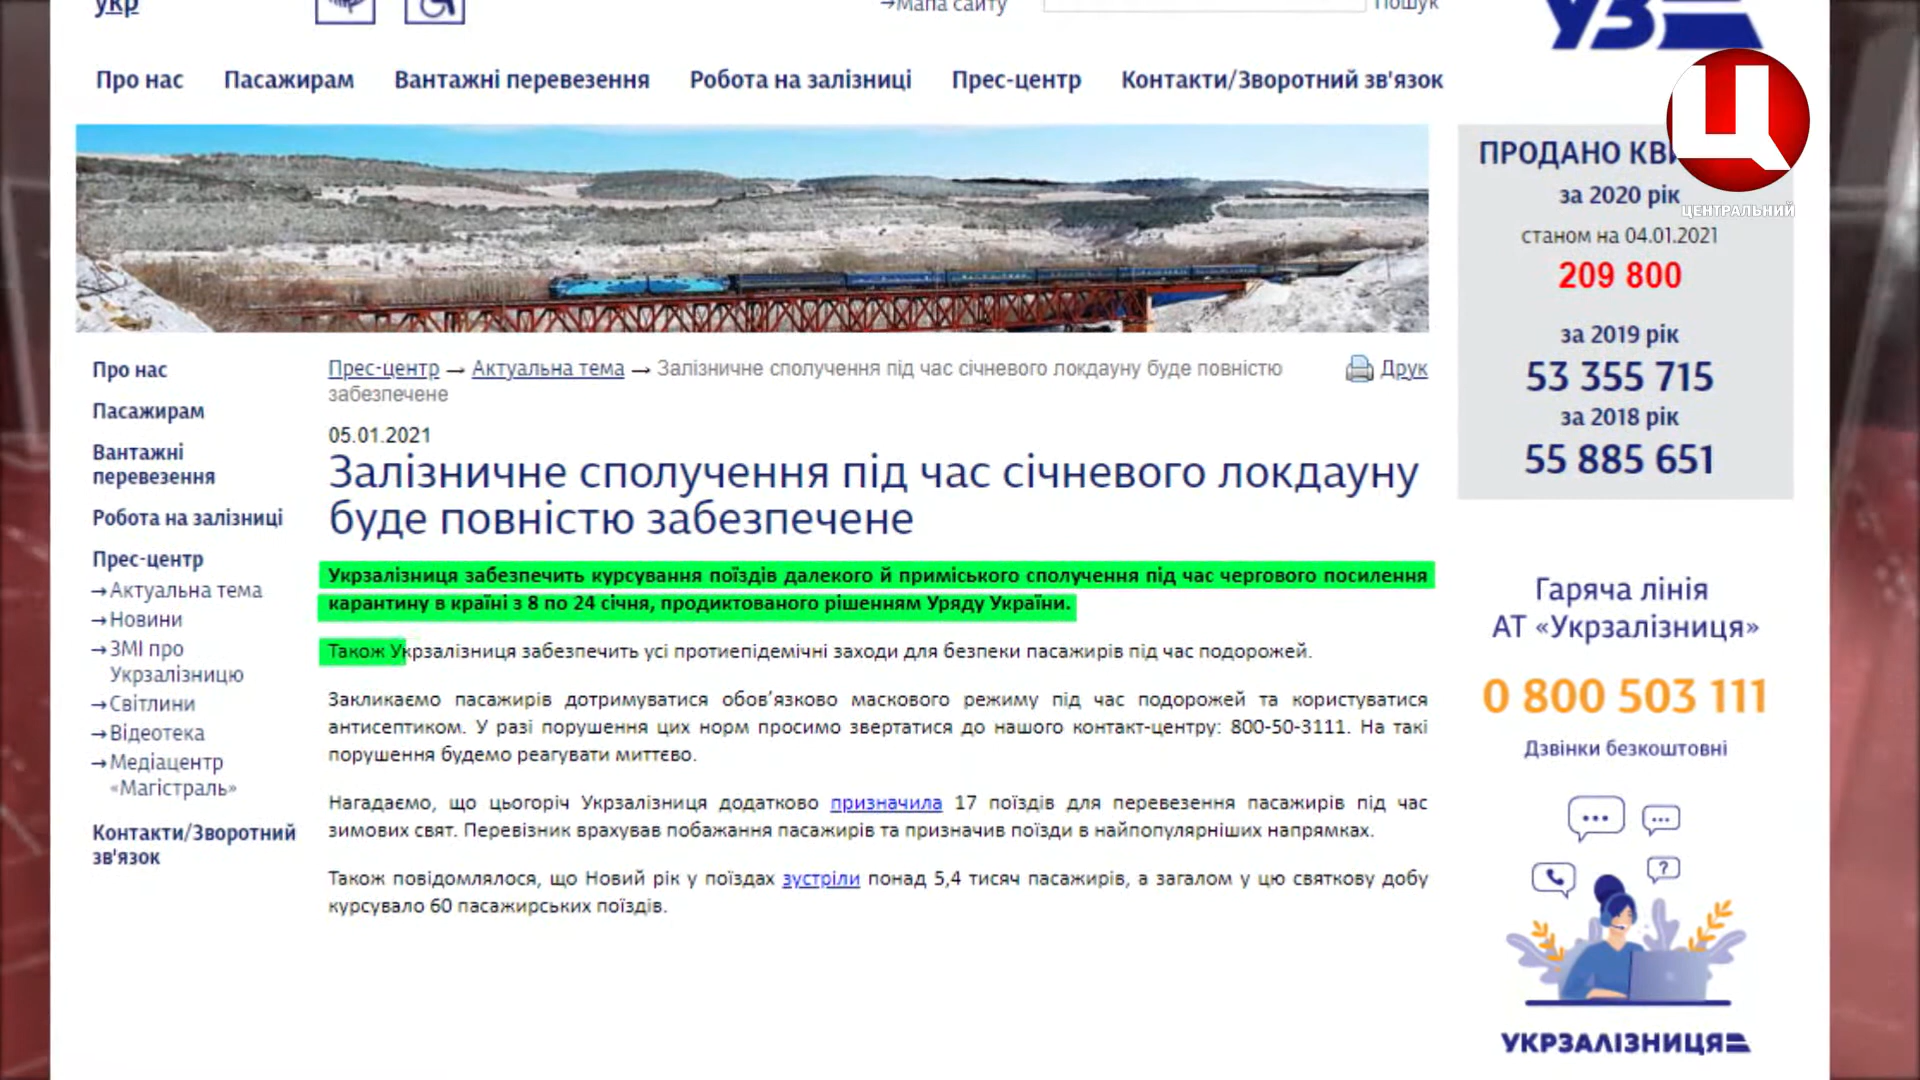 укр
→Мапа сайту
Пошук
УЗ
Про нас
Пасажирам
Вантажні перевезення
Робота на залізниці
Прес-центр
Контакти/Зворотний зв'язок
Ц
ЦЕНТРАЛЬНИЙ
ПРОДАНО
за 2020 рік
станом на 04.01.2021
209 800
за 2019 рік
53 355 715
за 2018 рік
55 885 651
Про нас
Пасажирам
Вантажні
перевезення
Робота на залізниці
Прес-центр
→Актуальна тема
→Новини
→ЗМІ про
Укрзалізницю
→Світлини
→Відеотека
→Медіацентр
«Магістраль»
Контакти/Зворотний
зв'язок
Прес-центр → Актуальна тема → Залізничне сполучення під час січневого локдауну буде повністю
забезпечене
Друк
05.01.2021
Залізничне сполучення під час січневого локдауну
буде повністю забезпечене
Укрзалізниця забезпечить курсування поїздів далекого й приміського сполучення під час чергового посилення
карантину в країні з 8 по 24 січня, продиктованого рішенням Уряду України.
Також Укрзалізниця забезпечить усі протиепідемічні заходи для безпеки пасажирів під час подорожей.
Закликаємо пасажирів дотримуватися обов’язково маскового режиму під час подорожей та користуватися
антисептиком. У разі порушення цих норм просимо звертатися до нашого контакт-центру: 800-50-3111. На такі
порушення будемо реагувати миттєво.
Нагадаємо, що цьогоріч Укрзалізниця додатково призначила 17 поїздів для перевезення пасажирів під час
зимових свят. Перевізник врахував побажання пасажирів та призначив поїзди в найпопулярніших напрямках.
Також повідомлялося, що Новий рік у поїздах зустріли понад 5,4 тисяч пасажирів, а загалом у цю святкову добу
курсувало 60 пасажирських поїздів.
Гаряча лінія
АТ «Укрзалізниця»
0 800 503 111
Дзвінки безкоштовні
?
УКРЗАЛІЗНИЦЯ